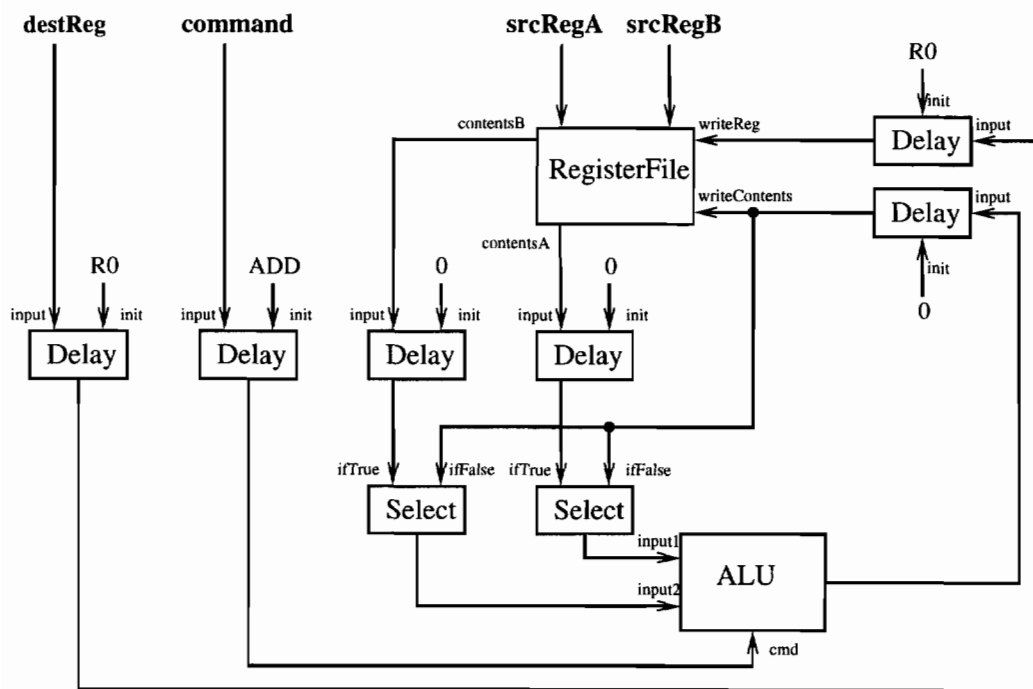 destReg
command
srcRegA
srcRegB
R0
init
input
Delay
writeReg
contentsB
RegisterFile
writeContents
input
Delay
init
0
contentsA
R0
ADD
0
0
input
init
input
init
input
init
input
init
Delay
Delay
Delay
Delay
ifTrue
ifFalse
ifTrue
ifFalse
Select
Select
input1
ALU
input2
cmd